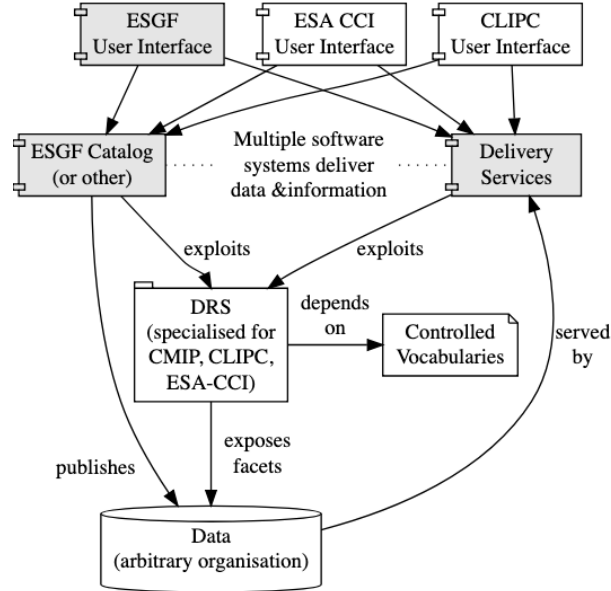 ESGF
User Interface
ESA CCI
User Interface
CLIPC
User Interface
ESGF Catalog
(or other)
Multiple software
systems deliver
data &information
Delivery
Services
exploits
exploits
DRS
(specialised for
CMIP, CLIPC,
ESA-CCI)
depends
on
Controlled
Vocabularies
served
by
publishes
exposes
facets
Data
(arbitrary organisation)